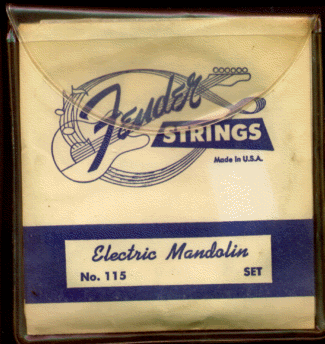 Fender
STRINGS
Made in U.S.A.
Electric Mandolin
No. 115 SET